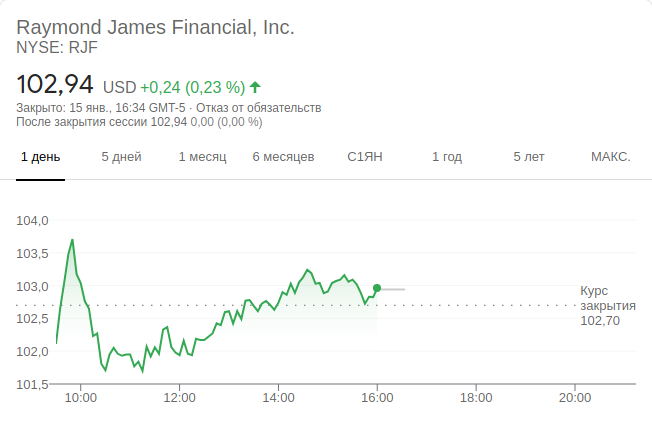 Raymond James Financial, Inc.
NYSE: RJF
102,94 USD +0,24 (0,23 %)
Закрыто: 15 янв., 16:34 GMT-5 · Отказ от обязательств
После закрытия сессии 102,94 0,00 (0,00 %)
1 день 5 дней 1 месяц 6 месяцев С1ЯН 1 год 5 лет МАКС.
104,0
103,5
103,0
102,5
102,0
101,5
Курс
закрытия
102,70
10:00 12:00 14:00 16:00 18:00 20:00